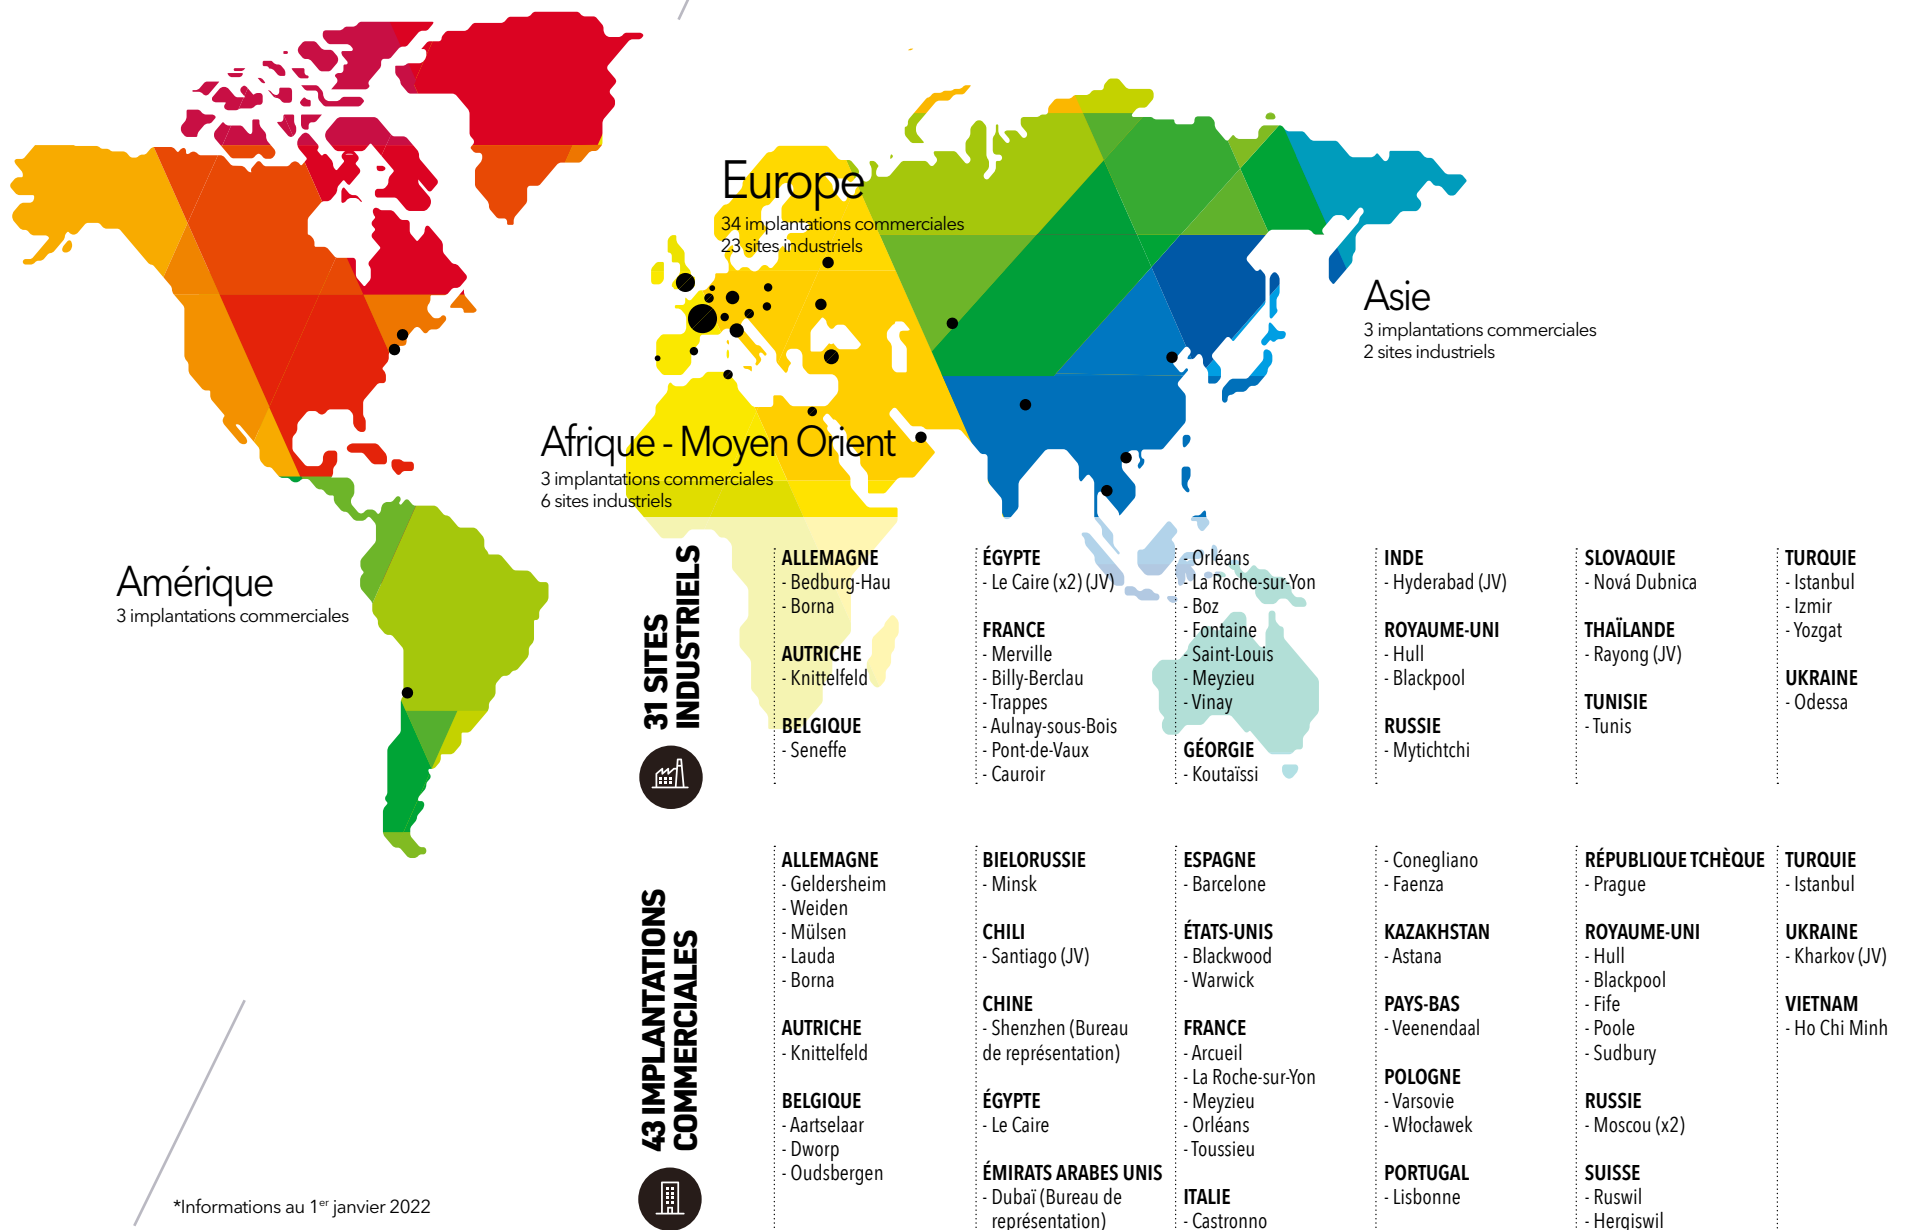 Europe
34 implantations commerciales
23 sites industriels
Asie
3 implantations commerciales
2 sites industriels
Afrique - Moyen Orient
3 implantations commerciales
6 sites industriels
Amérique
3 implantations commerciales
31 SITES
INDUSTRIELS
ALLEMAGNE
- Bedburg-Hau
- Borna
AUTRICHE
- Knittelfeld
BELGIQUE
- Seneffe
ÉGYPTE
- Le Caire (x2) (JV)
FRANCE
- Merville
- Billy-Berclau
- Trappes
- Aulnay-sous-Bois
- Pont-de-Vaux
- Cauroir
- Orléans
- La Roche-sur-Yon
- Boz
- Fontaine
- Saint-Louis
- Meyzieu
- Vinay
GÉORGIE
- Koutaïssi
INDE
- Hyderabad (JV)
ROYAUME-UNI
- Hull
- Blackpool
RUSSIE
- Mytichtchi
SLOVAQUIE
- Nová Dubnica
THAÏLANDE
- Rayong (JV)
TUNISIE
- Tunis
TURQUIE
- Istanbul
- Izmir
- Yozgat
UKRAINE
- Odessa
43 IMPLANTATIONS
COMMERCIALES
ALLEMAGNE
- Geldersheim
- Weiden
- Mülsen
- Lauda
- Borna
AUTRICHE
- Knittelfeld
BELGIQUE
- Aartselaar
- Dworp
- Oudsbergen
BIELORUSSIE
- Minsk
CHILI
- Santiago (JV)
CHINE
- Shenzhen (Bureau
de représentation)
ÉGYPTE
- Le Caire
ÉMIRATS ARABES UNIS
- Dubaï (Bureau de
représentation)
ESPAGNE
- Barcelone
ÉTATS-UNIS
- Blackwood
- Warwick
FRANCE
- Arcueil
- La Roche-sur-Yon
- Meyzieu
- Orléans
- Toussieu
ITALIE
- Castronno
- Conegliano
- Faenza
KAZAKHSTAN
- Astana
PAYS-BAS
- Veenendaal
POLOGNE
- Varsovie
- Włocławek
PORTUGAL
- Lisbonne
RÉPUBLIQUE TCHÈQUE
- Prague
ROYAUME-UNI
- Hull
- Blackpool
- Fife
- Poole
- Sudbury
RUSSIE
- Moscou (x2)
SUISSE
- Ruswil
- Hergiswil
TURQUIE
- Istanbul
UKRAINE
- Kharkov (JV)
VIETNAM
- Ho Chi Minh
*Informations au 1er janvier 2022